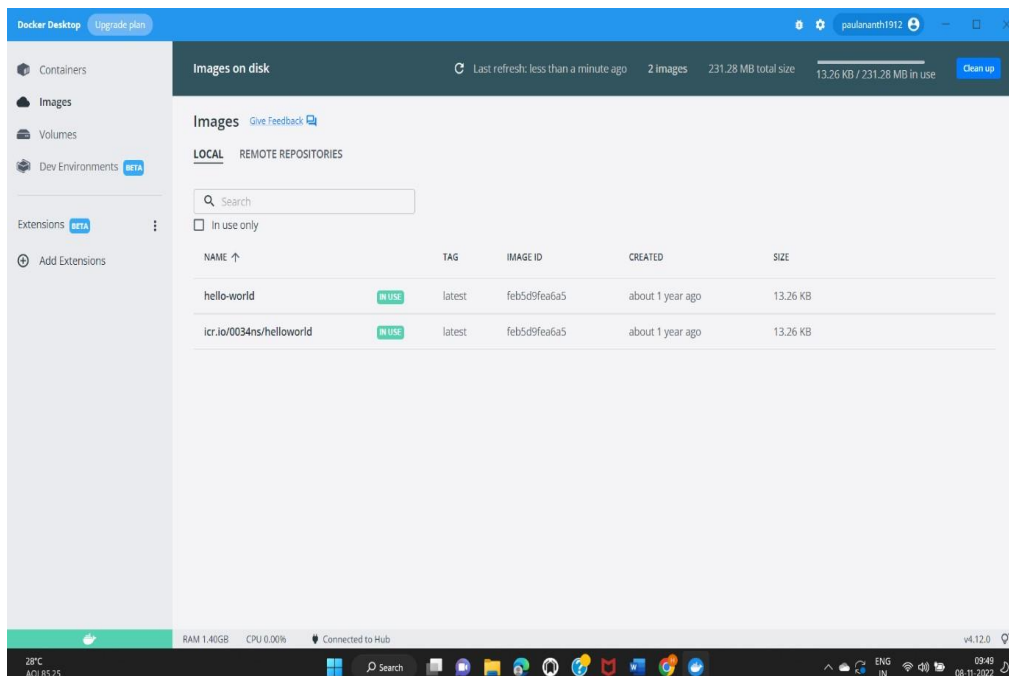 Docker Desktop Upgrade plan paulananth1912
Containers
Images
Volumes
Dev Environments BETA
Extensions BETA
Add Extensions
Images on disk Last refresh: less than a minute ago 2 images 231.28 MB total size 13.26 KB / 231.28 MB in use Clean up
Images Give Feedback
LOCAL REMOTE REPOSITORIES
Search
In use only
NAME TAG IMAGE ID CREATED SIZE
hello-world IN USE latest feb5d9fea6a5 about 1 year ago 13.26 KB
icr.io/0034ns/helloworld IN USE latest feb5d9fea6a5 about 1 year ago 13.26 KB
RAM 1.40GB CPU 0.00% Connected to Hub v4.12.0
28°C
AQI 85.25
Search
ENG
IN
09:49
08-11-2022